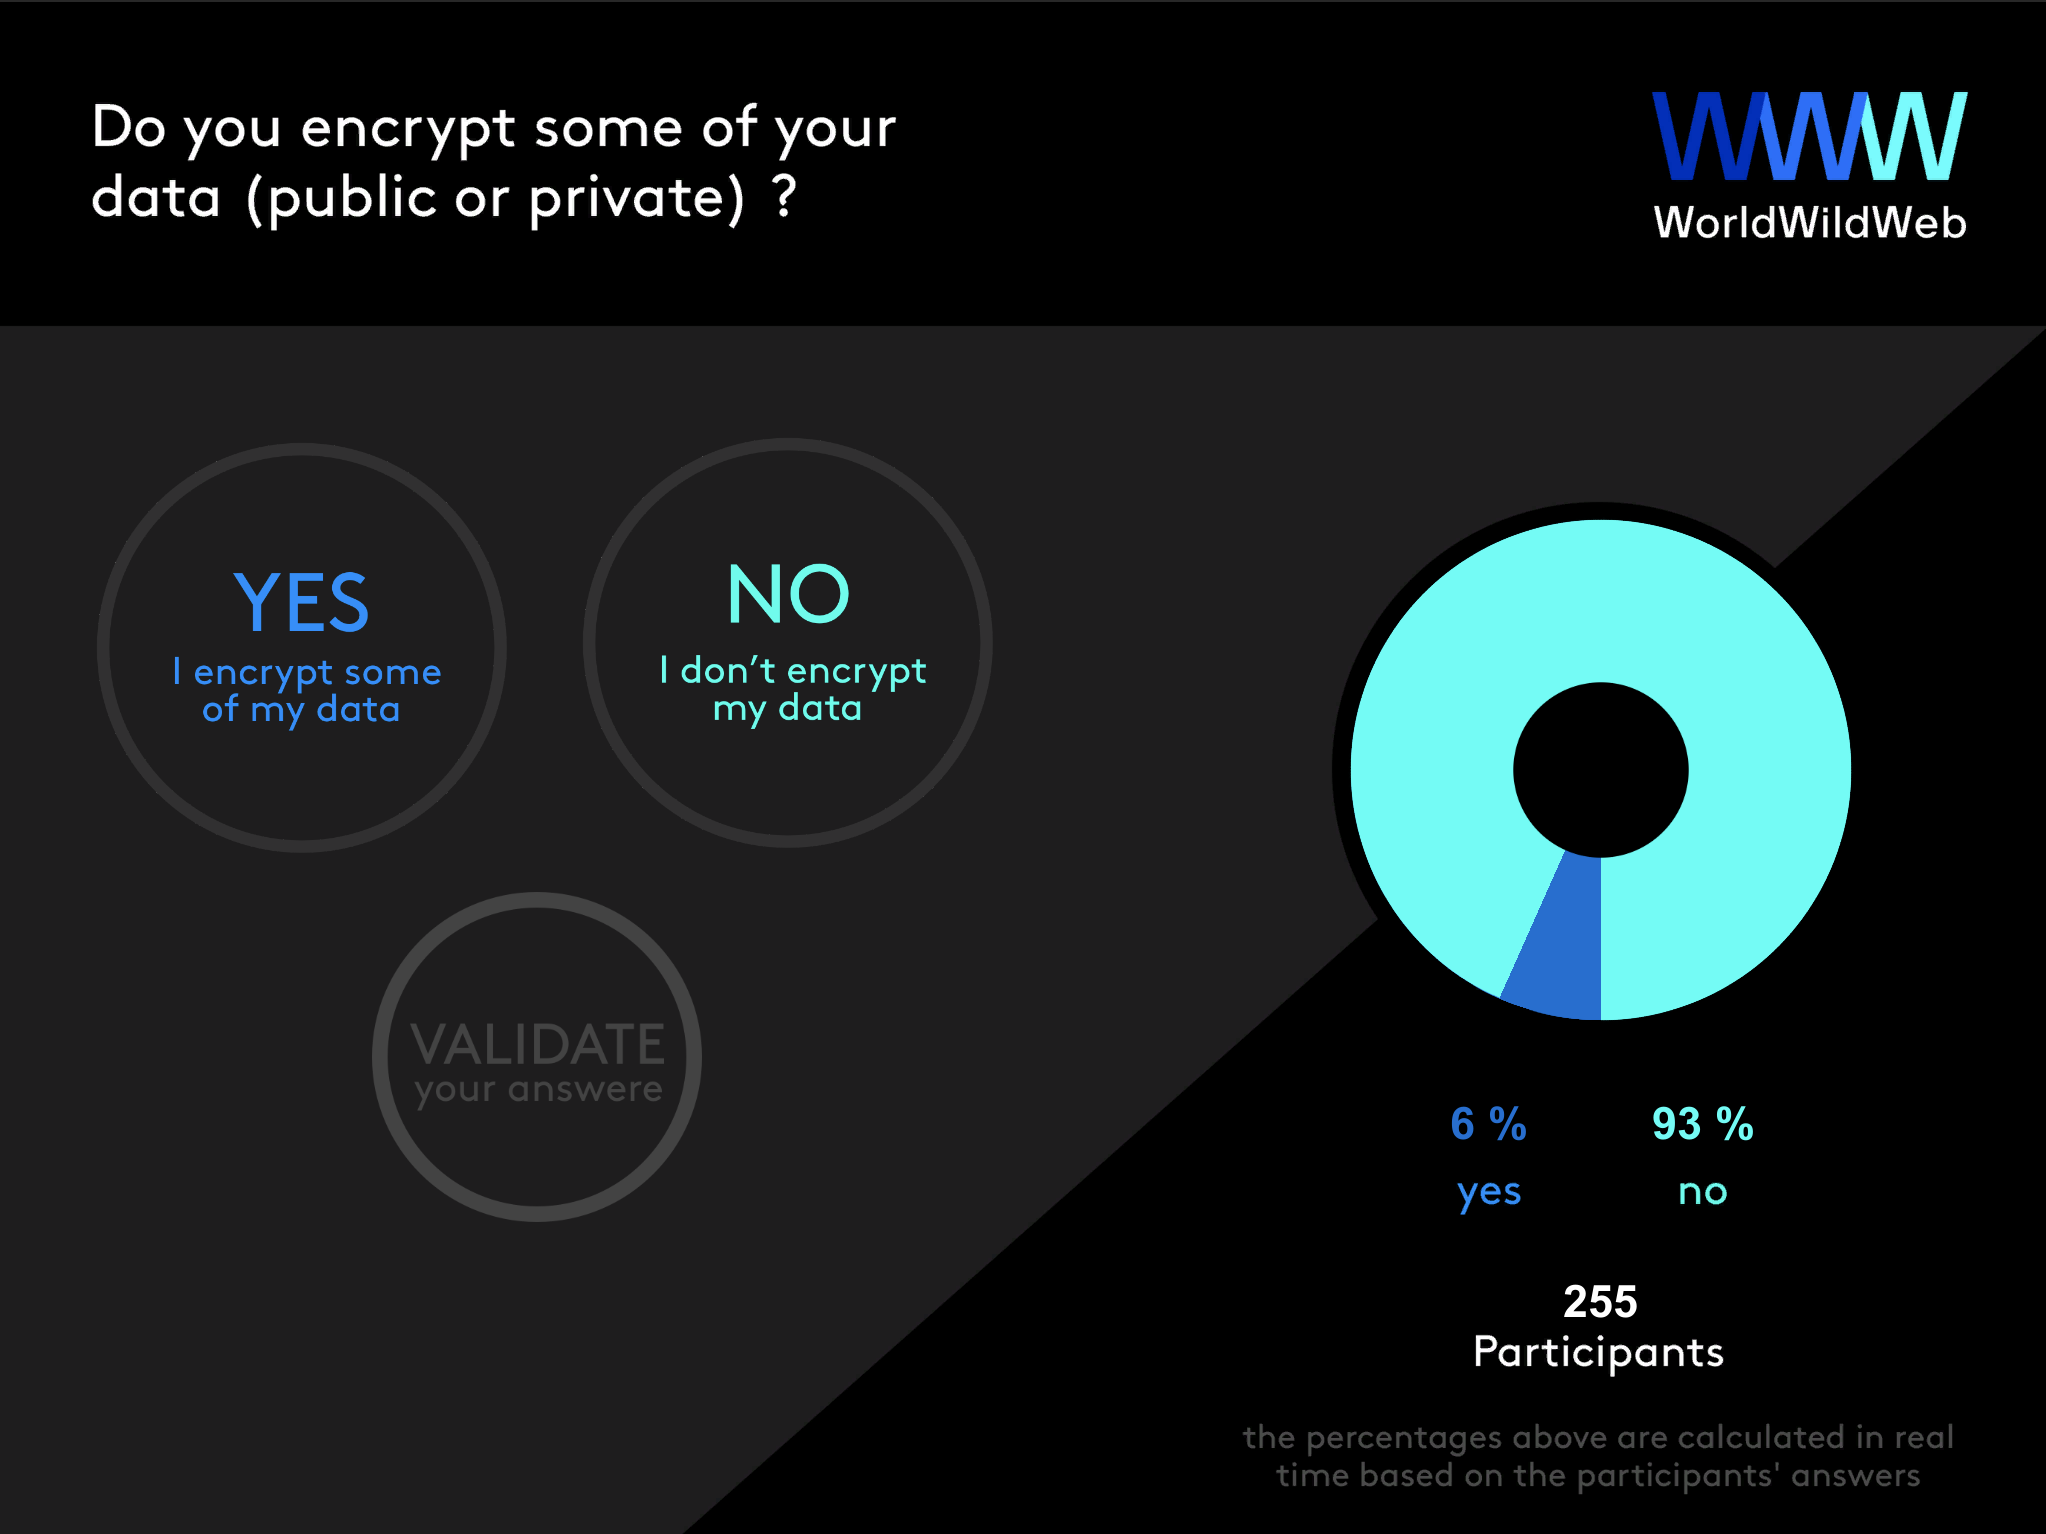 Do you encrypt some of your
data (public or private) ?
WWW
WorldWildWeb
YES
I encrypt some
of my data
NO
I don’t encrypt
my data
VALIDATE
your answere
6 %
yes
93 %
no
255
Participants
the percentages above are calculated in real
time based on the participants' answers